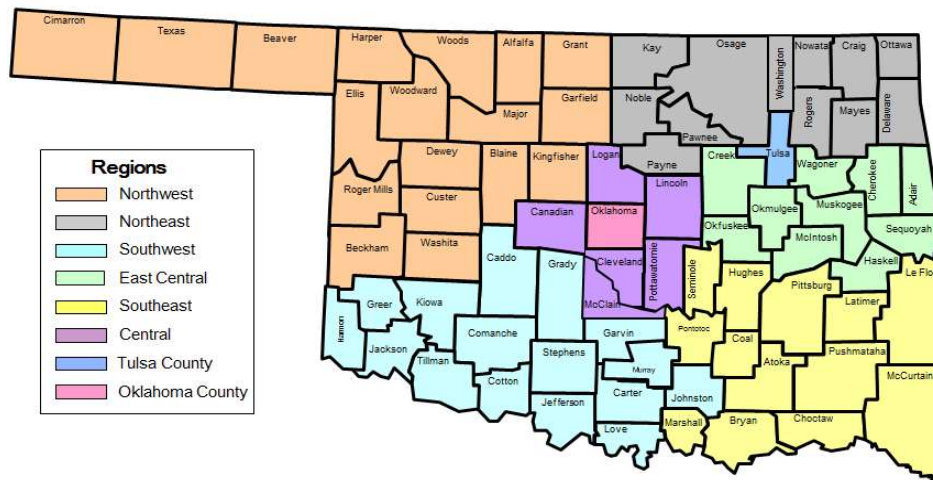 Cimarron
Texas
Beaver
Harper
Woods
Alfalfa
Grant
Kay
Osage
Washington
Nowata
Craig
Ottawa
Ellis
Woodward
Major
Garfield
Noble
Pawnee
Rogers
Mayes
Delaware
Dewey
Blaine
Kingfisher
Logan
Payne
Creek
Tulsa
Wagoner
Cherokee
Adair
Roger Mills
Custer
Canadian
Oklahoma
Lincoln
Okmulgee
Muskogee
Okfuskee
McIntosh
Sequoyah
Beckham
Washita
Caddo
Grady
Cleveland
McClain
Pottawatomie
Seminole
Hughes
Pittsburg
Haskell
Le Flo
Latimer
Greer
Kiowa
Harmon
Jackson
Tillman
Comanche
Cotton
Stephens
Jefferson
Garvin
Murray
Carter
Love
Pontotoc
Coal
Atoka
Pushmataha
McCurtain
Johnston
Marshall
Bryan
Choctaw
Regions
Northwest
Northeast
Southwest
East Central
Southeast
Central
Tulsa County
Oklahoma County